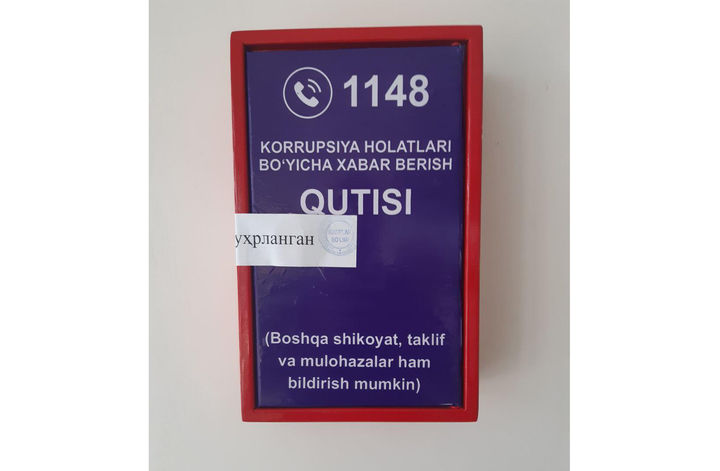 1148
KORRUPSIYA HOLATLARI
BO‘YICHA XABAR BERISH
QUTISI
ухрланган
(Boshqa shikoyat, taklif
va mulohazalar ham
bildirish mumkin)